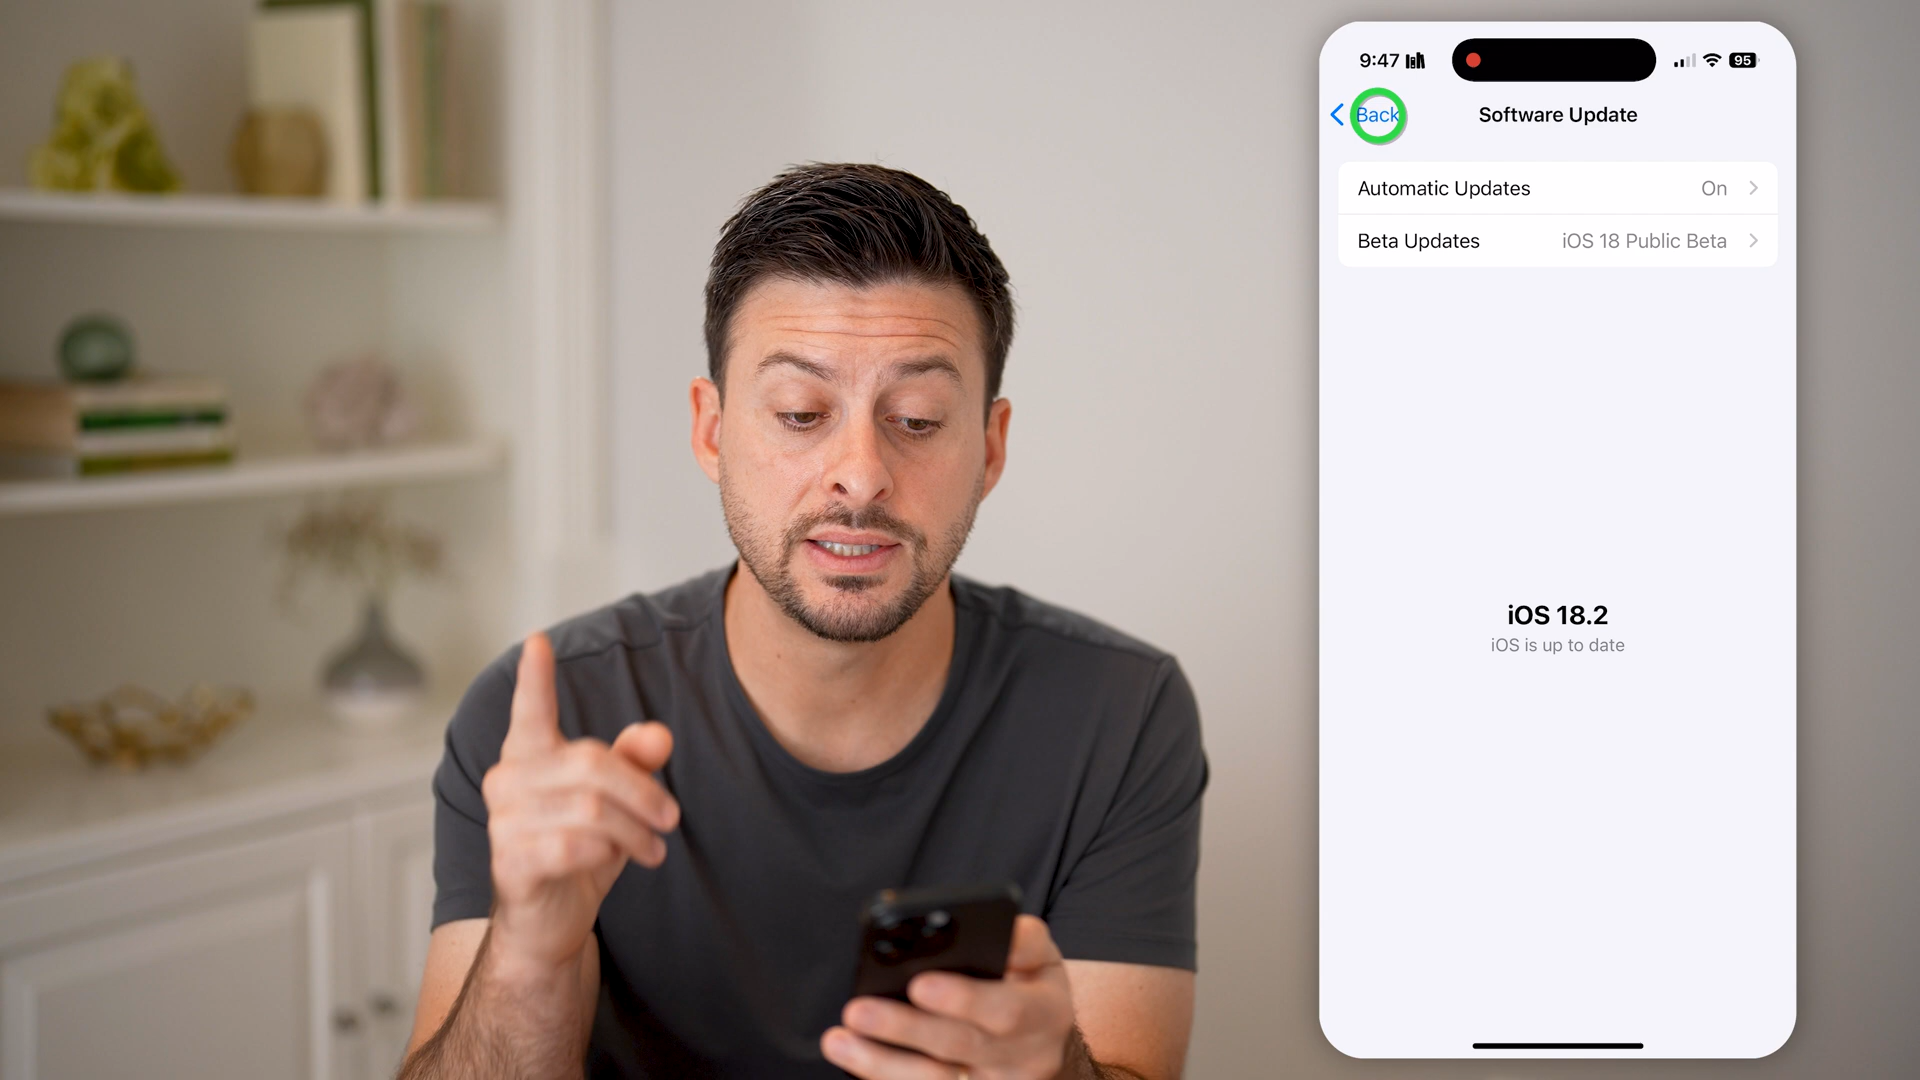 9:47
95
Back
Software Update
Automatic Updates On
Beta Updates iOS 18 Public Beta
iOS 18.2
iOS is up to date